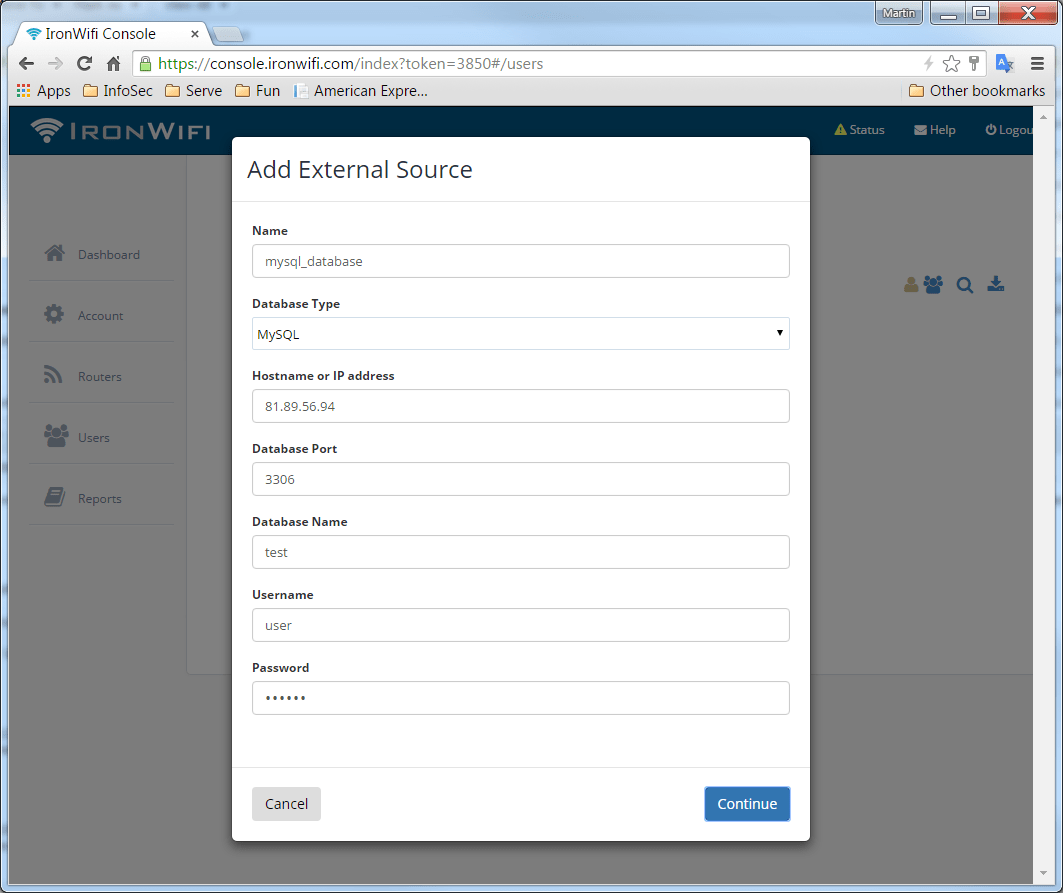 Martin
IronWifi Console
https://console.ironwifi.com/index?token=3850#/users
Apps InfoSec Serve Fun American Expre... Other bookmarks
IRONWIFI Status Help Logou
Add External Source
Name
mysql_database
Dashboard
Database Type
Account
MySQL
Hostname or IP address
Routers
81.89.56.94
Users
Database Port
3306
Reports
Database Name
test
Username
user
Password
••••••
Cancel Continue